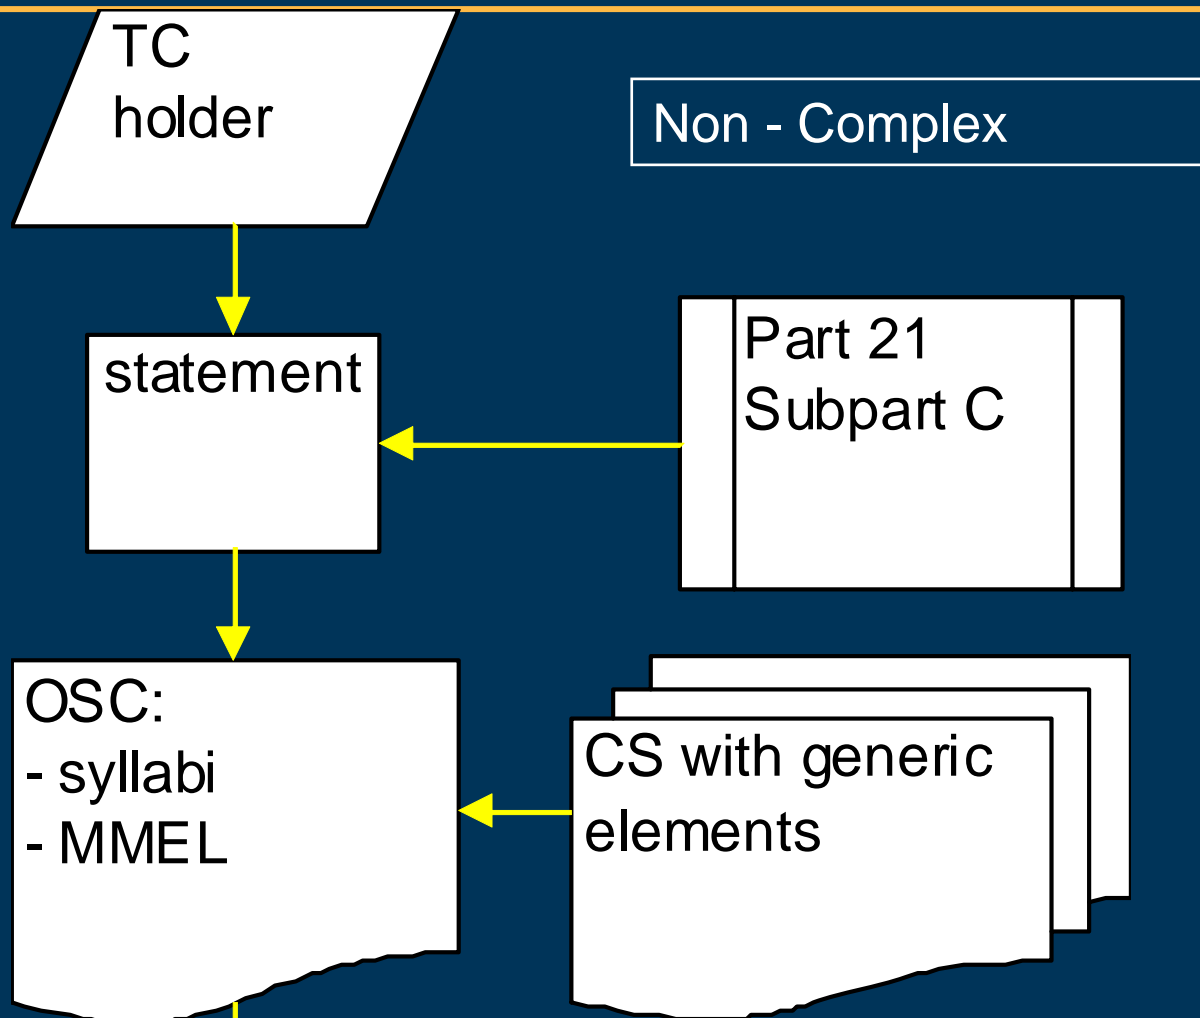 TC
holder
Non - Complex
statement
Part 21
Subpart C
OSC:
- syllabi
- MMEL
CS with generic
elements